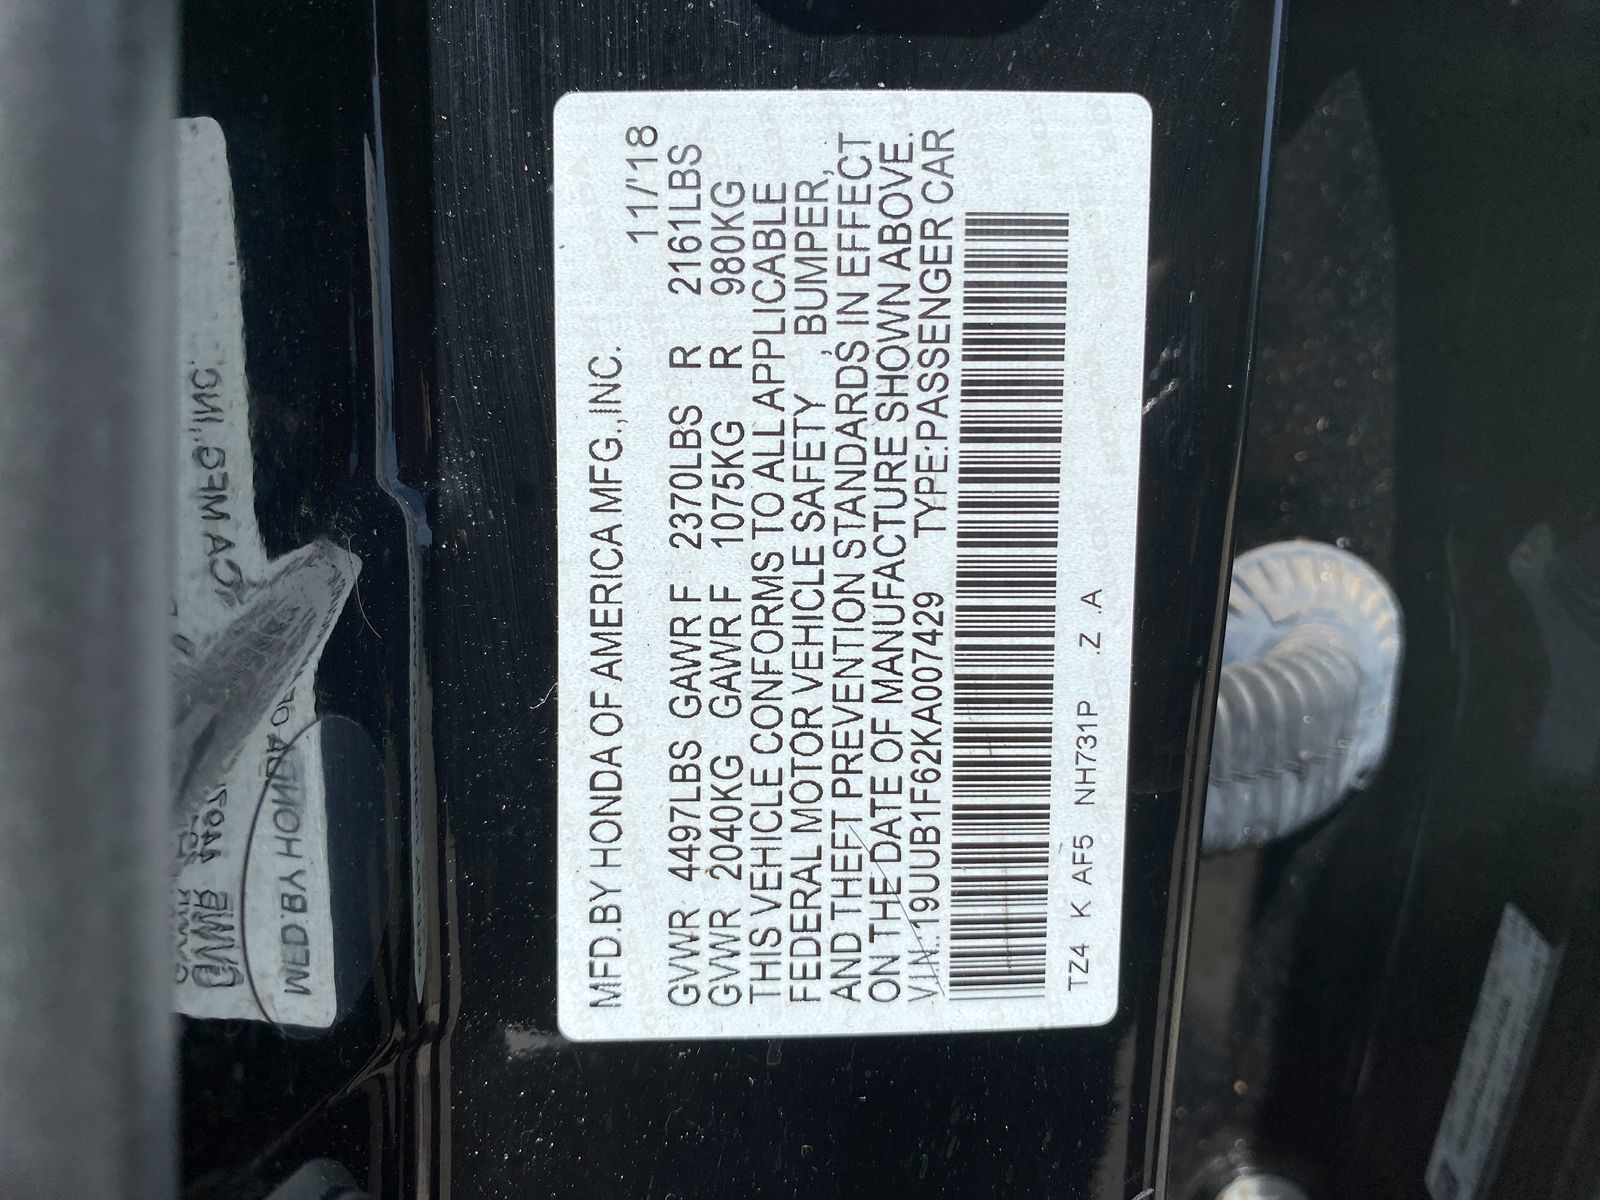 MFD.BY HONDA OF AMERICA MFG.,INC.
11/'18
GVWR 4497LBS GAWR F 2370LBS R 2161LBS
GVWR 2040KG GAWR F 1075KG R 980KG
THIS VEHICLE CONFORMS TO ALL APPLICABLE
FEDERAL MOTOR VEHICLE SAFETY , BUMPER,
AND THEFT PREVENTION STANDARDS IN EFFECT
ON THE DATE OF MANUFACTURE SHOWN ABOVE.
VIN.:19UUB1F62KA007429 TYPE:PASSENGER CAR
TZ4 K AF5 NH731P .Z .A